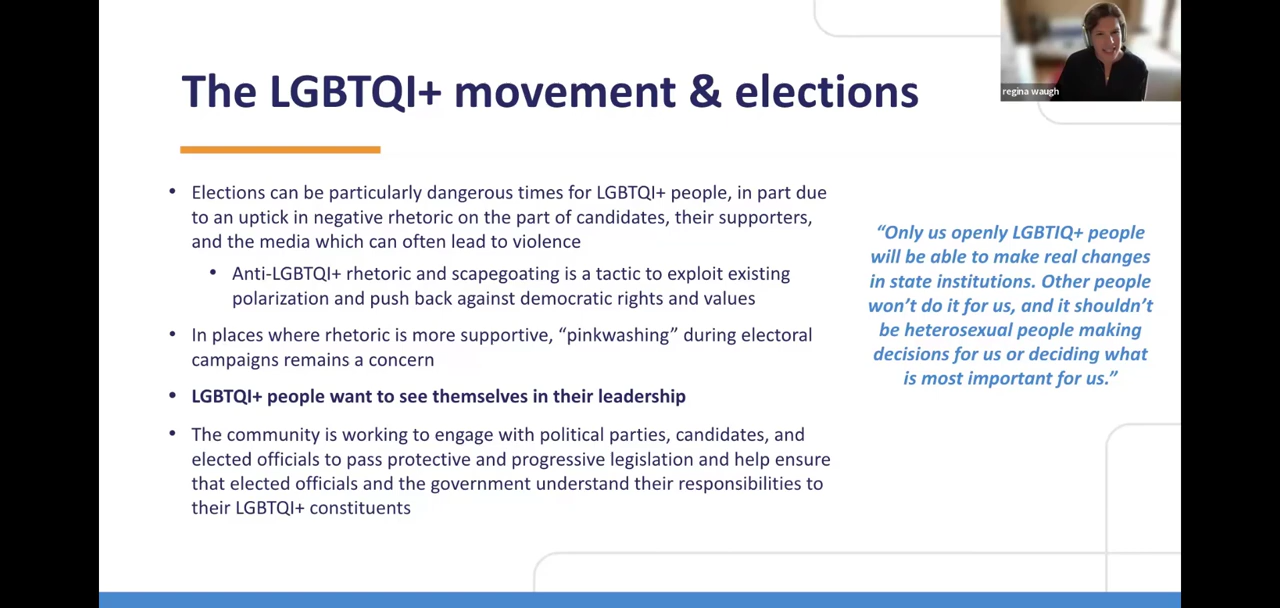 The LGBTQI+ movement & elections
regina waugh
• Elections can be particularly dangerous times for LGBTQI+ people, in part due
to an uptick in negative rhetoric on the part of candidates, their supporters,
and the media which can often lead to violence
• Anti-LGBTQI+ rhetoric and scapegoating is a tactic to exploit existing
polarization and push back against democratic rights and values
• In places where rhetoric is more supportive, “pinkwashing” during electoral
campaigns remains a concern
• LGBTQI+ people want to see themselves in their leadership
• The community is working to engage with political parties, candidates, and
elected officials to pass protective and progressive legislation and help ensure
that elected officials and the government understand their responsibilities to
their LGBTQI+ constituents
“Only us openly LGBTIQ+ people
will be able to make real changes
in state institutions. Other people
won’t do it for us, and it shouldn’t
be heterosexual people making
decisions for us or deciding what
is most important for us.”